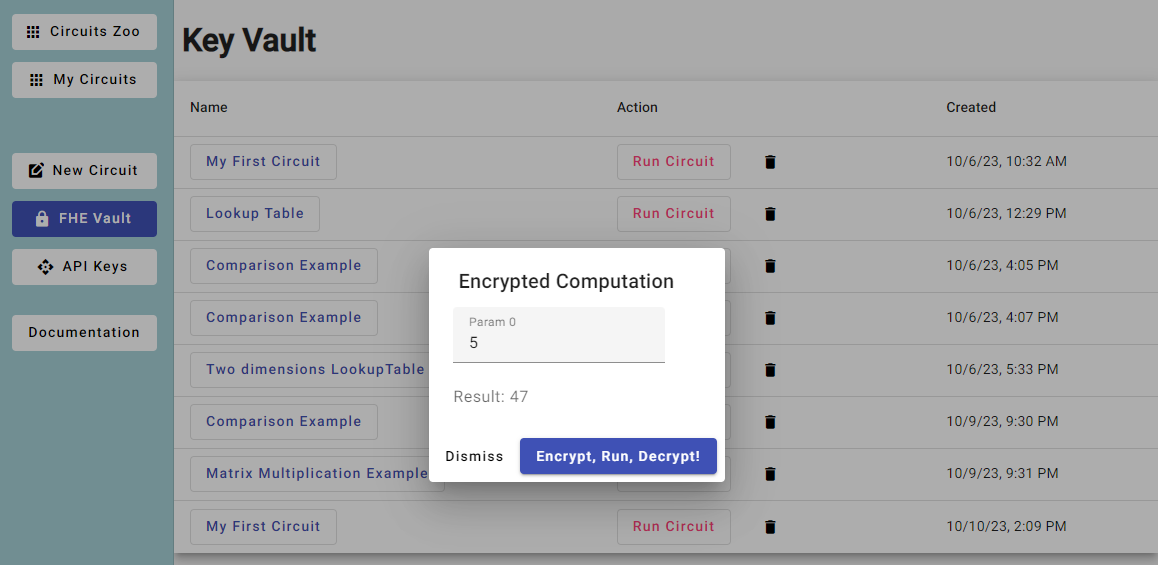 Circuits Zoo
My Circuits
New Circuit
FHE Vault
API Keys
Documentation
Key Vault
Name Action Created
My First Circuit Run Circuit 10/6/23, 10:32 AM
Lookup Table Run Circuit 10/6/23, 12:29 PM
Comparison Example 10/6/23, 4:05 PM
Comparison Example 10/6/23, 4:07 PM
Two dimensions LookupTable 10/6/23, 5:33 PM
Comparison Example 10/9/23, 9:30 PM
Matrix Multiplication Example 10/9/23, 9:31 PM
My First Circuit Run Circuit 10/10/23, 2:09 PM
Encrypted Computation
Param 0
5
Result: 47
Dismiss Encrypt, Run, Decrypt!